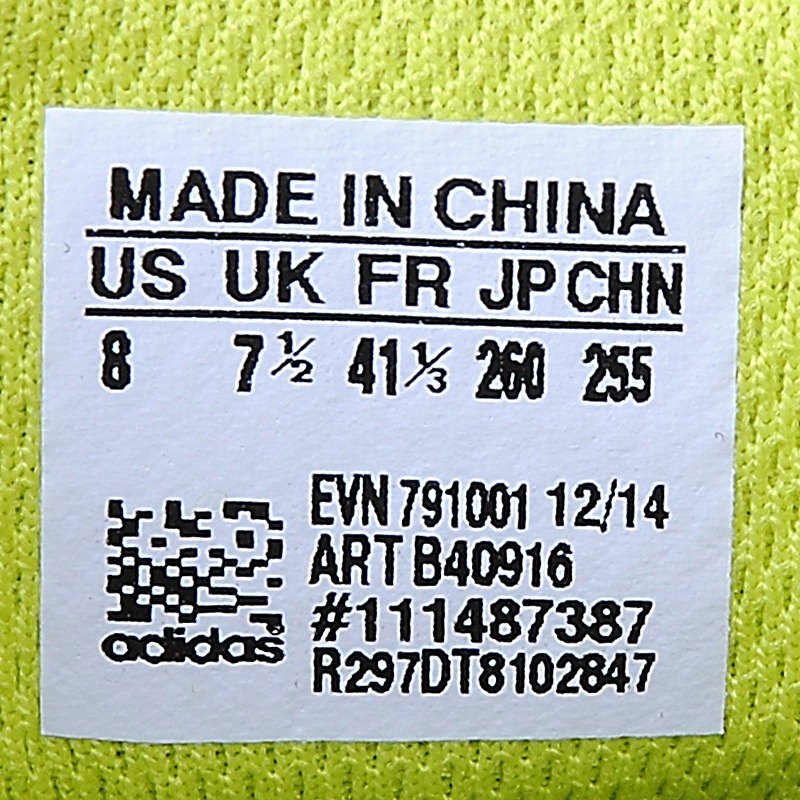 MADE IN CHINA
US UK FR JP CHN
8 7½ 41⅓ 260 255
EVN 791001 12/14
ART B40916
#111487387
R297DT8102847
adidas®